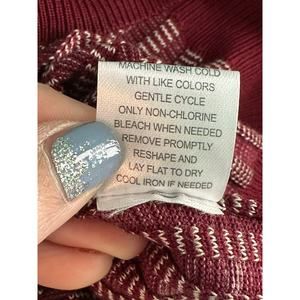 MACHINE WASH COLD
WITH LIKE COLORS
GENTLE CYCLE
ONLY NON-CHLORINE
BLEACH WHEN NEEDED
REMOVE PROMPTLY
RESHAPE AND
LAY FLAT TO DRY
COOL IRON IF NEEDED